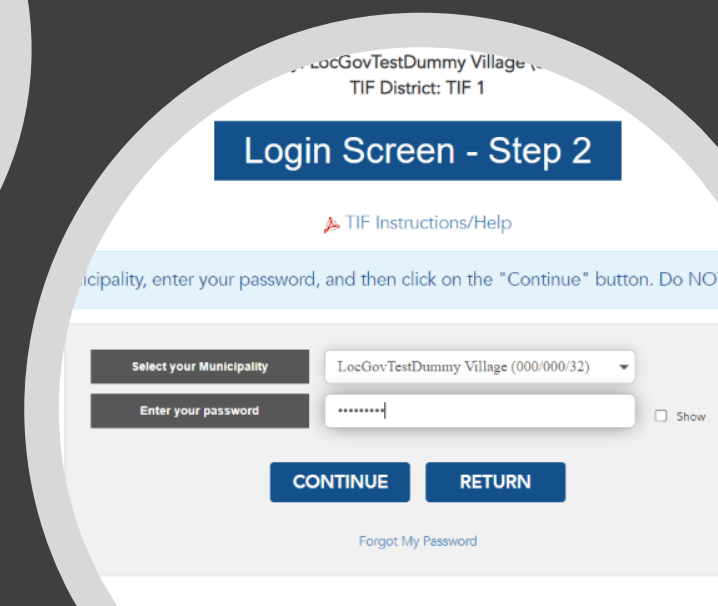 LocGovTestDummy Village
TIF District: TIF 1
Login Screen - Step 2
TIF Instructions/Help
icipality, enter your password, and then click on the "Continue" button. Do NOT
Select your Municipality LocGovTestDummy Village (000/000/32)
Enter your password •••••••••
Show
CONTINUE RETURN
Forgot My Password